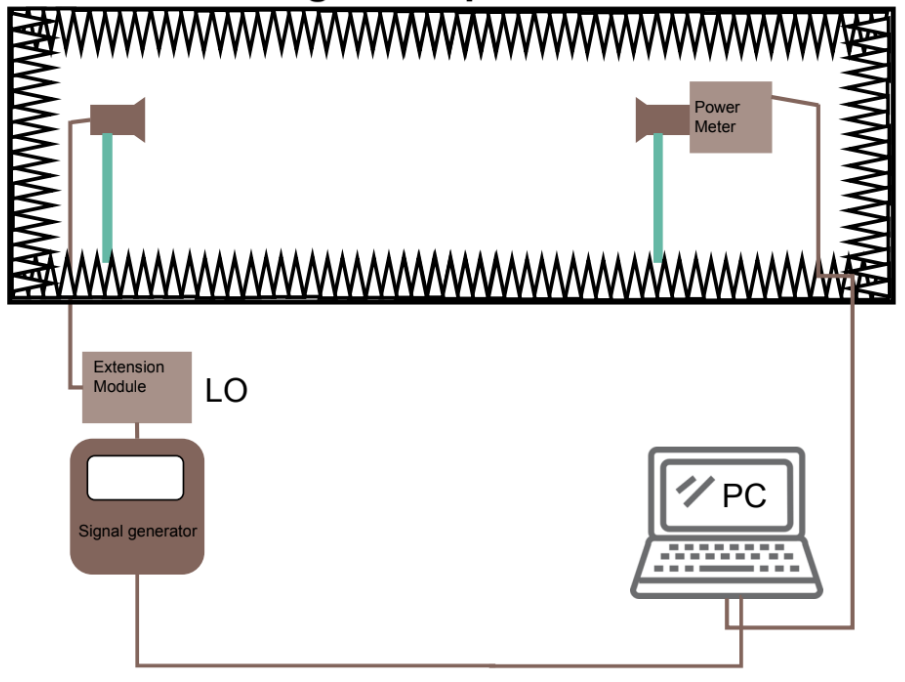 Power
Meter
Extension
Module
LO
Signal generator
PC